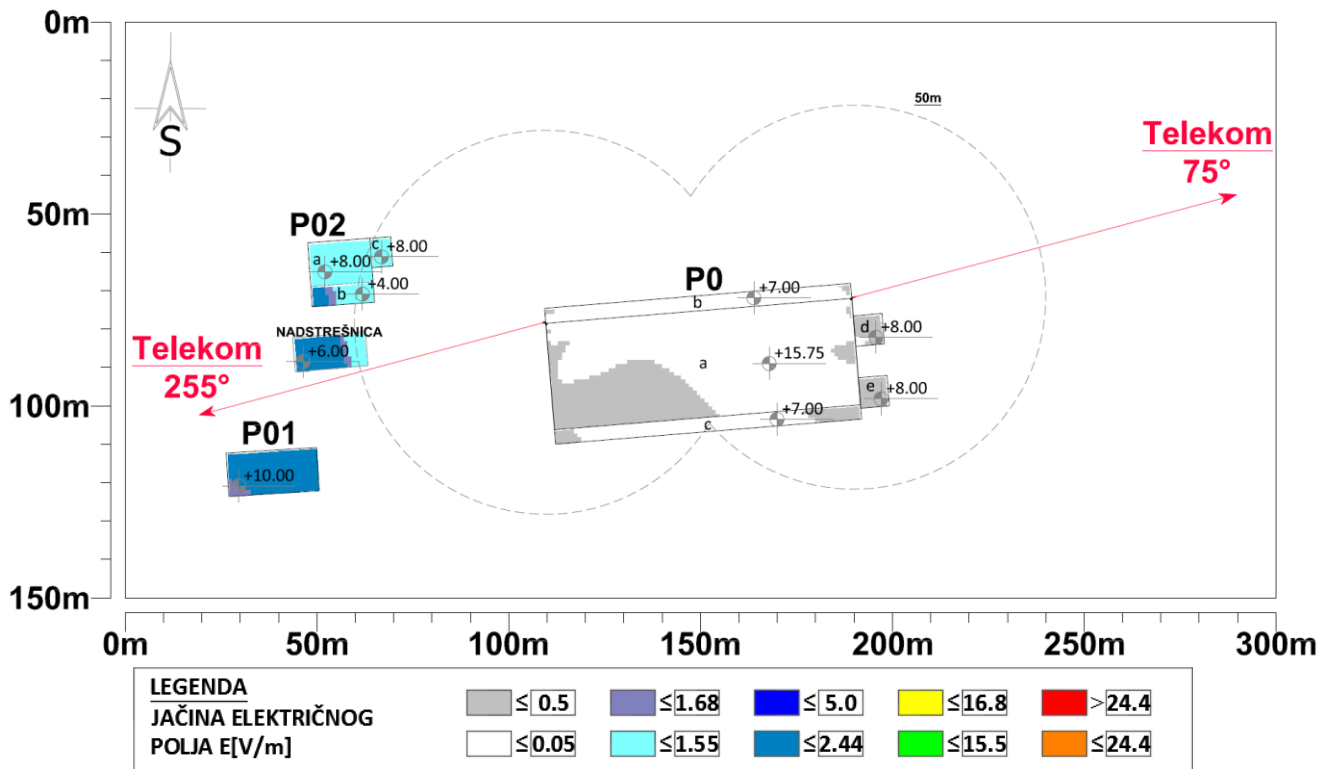 0m
50m
Telekom
75°
50m
P02
c
+8.00
a
+8.00
+4.00
b
P0
+7.00
b
NADSTREŠNICA
+6.00
Telekom
255°
d
+8.00
+15.75
a
e
+8.00
+7.00
c
100m
P01
+10.00
150m
0m 50m 100m 150m 200m 250m 300m
S
LEGENDA
JAČINA ELEKTRIČNOG
POLJA E[V/m]
≤ 0.5 ≤1.68 ≤ 5.0 ≤16.8 >24.4
≤0.05 ≤1.55 ≤2.44 ≤15.5 ≤24.4